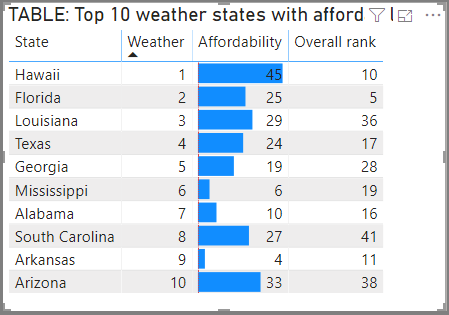 TABLE: Top 10 weather states with afford
State Weather Affordability Overall rank
Hawaii 1 45 10
Florida 2 25 5
Louisiana 3 29 36
Texas 4 24 17
Georgia 5 19 28
Mississippi 6 6 19
Alabama 7 10 16
South Carolina 8 27 41
Arkansas 9 4 11
Arizona 10 33 38